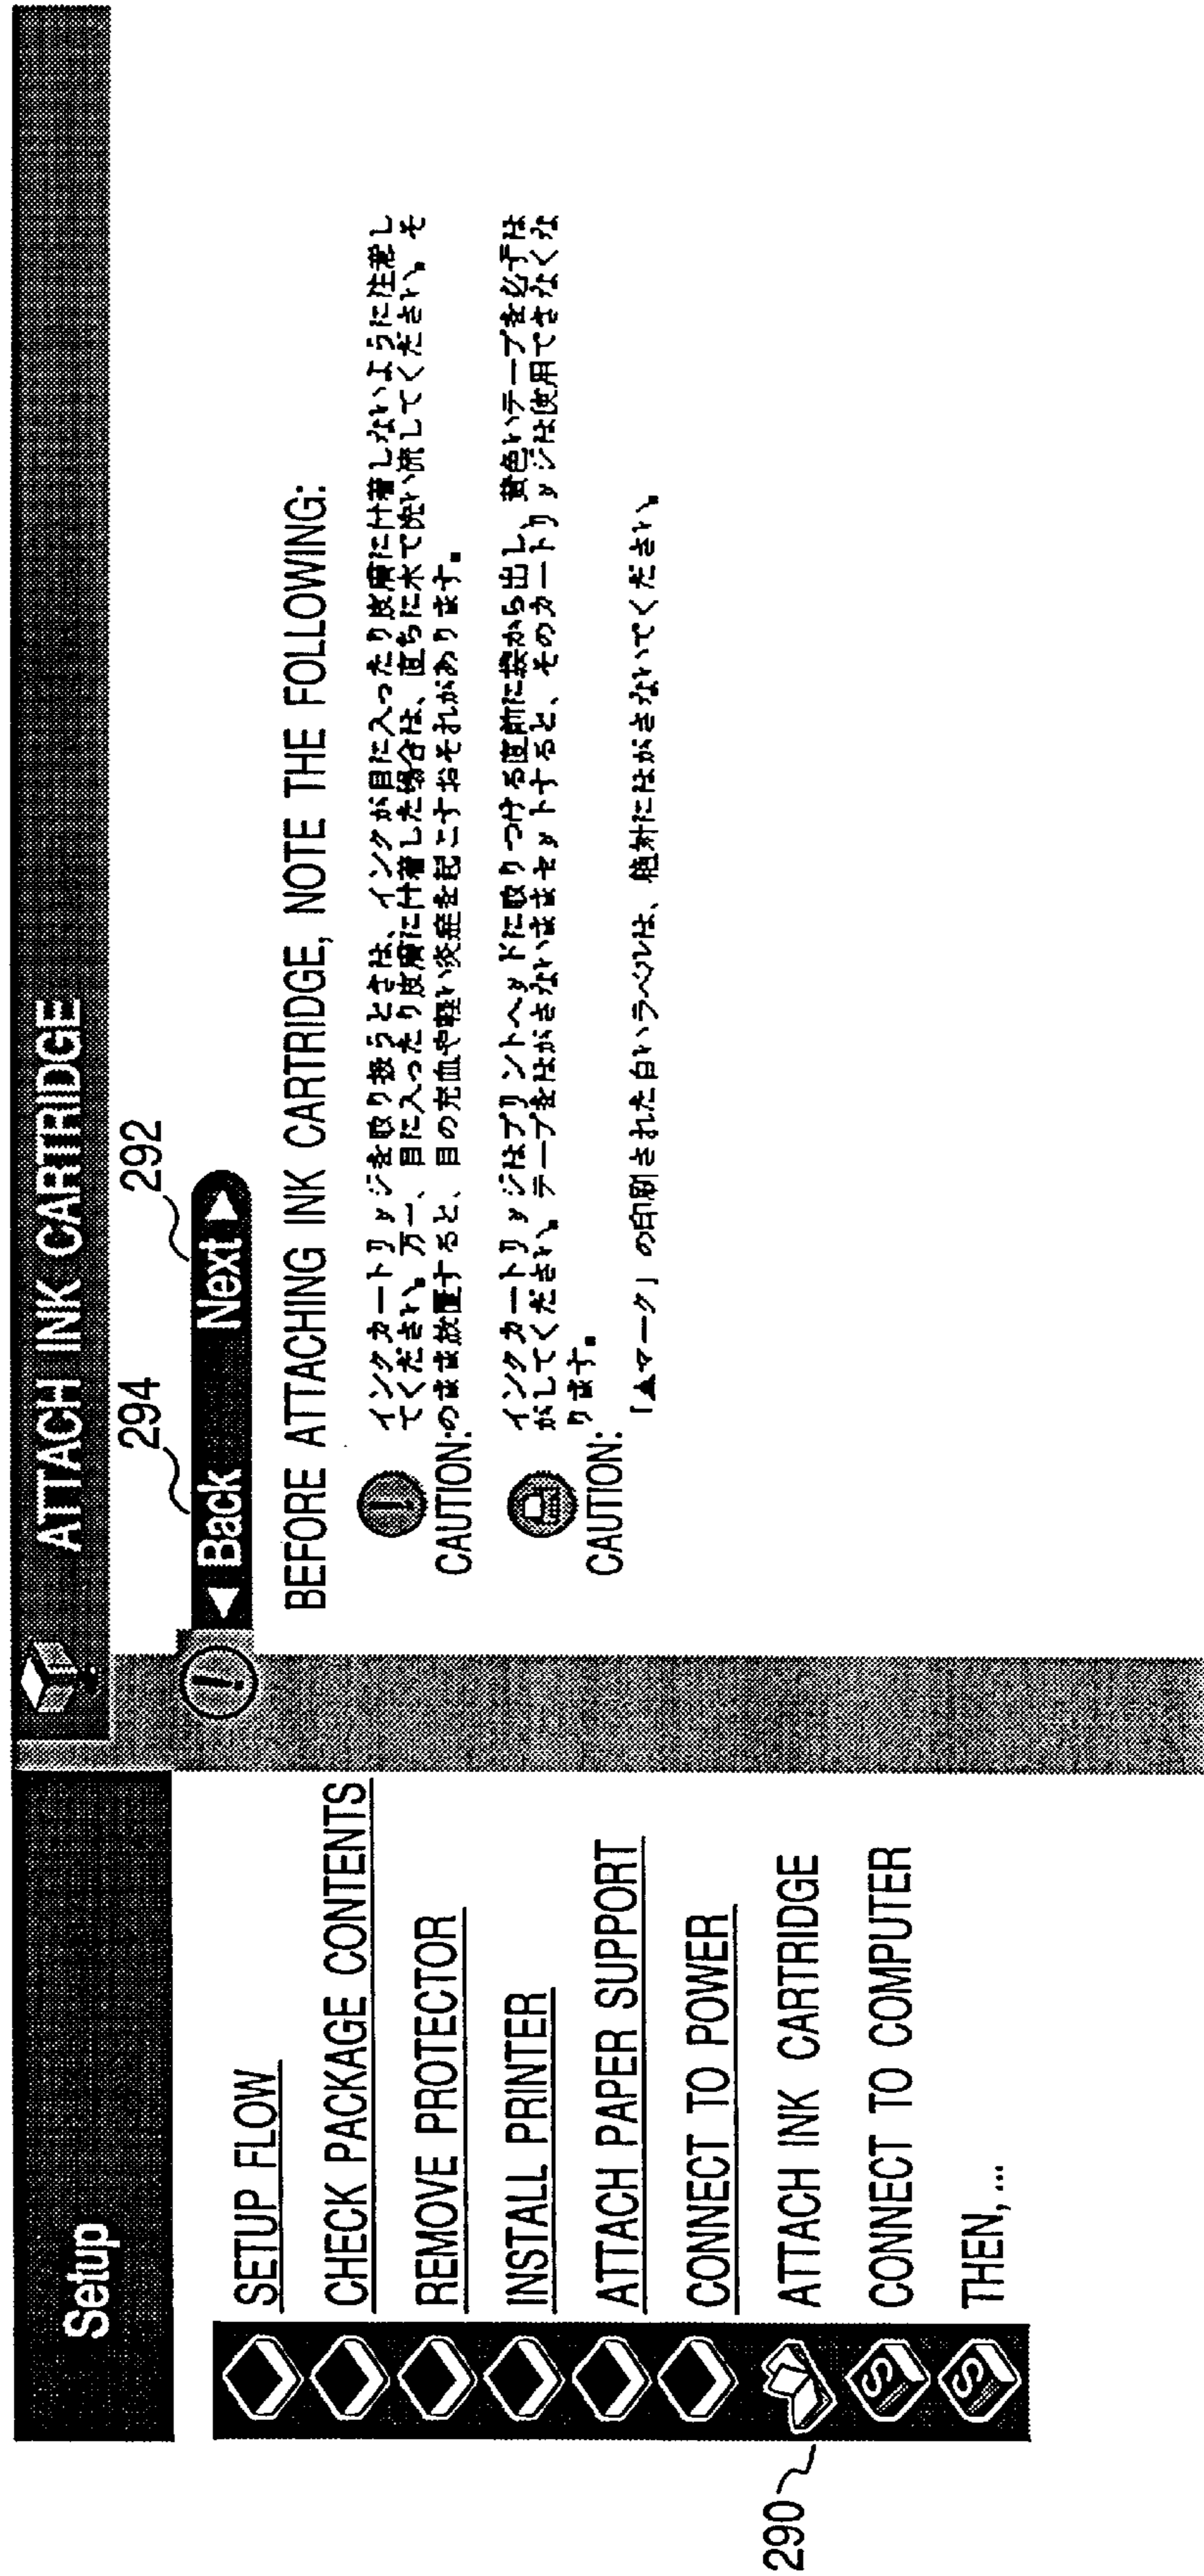 Setup
SETUP FLOW
CHECK PACKAGE CONTENTS
REMOVE PROTECTOR
INSTALL PRINTER
ATTACH PAPER SUPPORT
CONNECT TO POWER
290
ATTACH INK CARTRIDGE
CONNECT TO COMPUTER
THEN,...
ATTACH INK CARTRIDGE
294
292
Back Next
BEFORE ATTACHING INK CARTRIDGE, NOTE THE FOLLOWING:
インクカートリッジを取り扱うときは、インクが目に入ったり皮膚に付着しないように注意し
てください。万一、目に入ったり皮膚に付着した場合は、直ちに水で洗い流してください。そ
CAUTION:のまま放置すると、目の充血や軽い炎症を起こすおそれがあります。
インクカートリッジはプリントヘッドに取りつける直前に袋から出し、黄色いテープを必ずは
がしてください。テープをはがさないままセットすると、そのカートリッジは使用できなくな
ります。
CAUTION:
「▲マーク」の印刷された白いラベルは、絶対にはがさないでください。